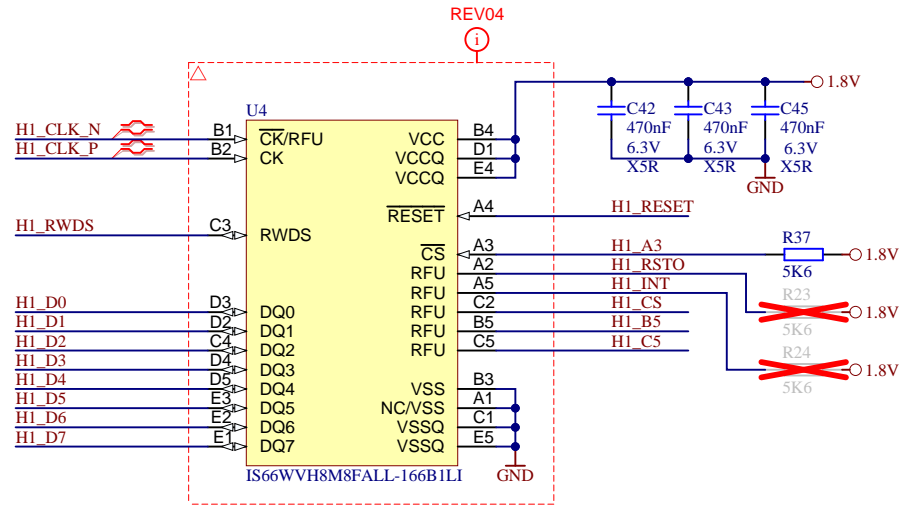 REV04
i
U4
1.8V
H1_CLK_N B1 CK/RFU VCC B4 C42 C43 C45
H1_CLK_P B2 CK VCCQ D1 470nF 470nF 470nF
VCCQ E4 6.3V 6.3V 6.3V
X5R X5R X5R
GND
RESET A4 H1_RESET
H1_RWDS C3 RWDS
CS A3 H1_A3 R37 5K6 1.8V
RFU A2 H1_RSTO
RFU A5 H1_INT R23 5K6 1.8V
H1_D0 D3 DQ0 RFU C2 H1_CS
H1_D1 D2 DQ1 RFU B5 H1_B5
H1_D2 C4 DQ2 RFU C5 H1_C5
H1_D3 D4 DQ3 R24 5K6 1.8V
H1_D4 D5 DQ4 VSS B3
H1_D5 E3 DQ5 NC/VSS A1
H1_D6 E2 DQ6 VSSQ C1
H1_D7 E1 DQ7 VSSQ E5
IS66WVH8M8FALL-166B1LI GND